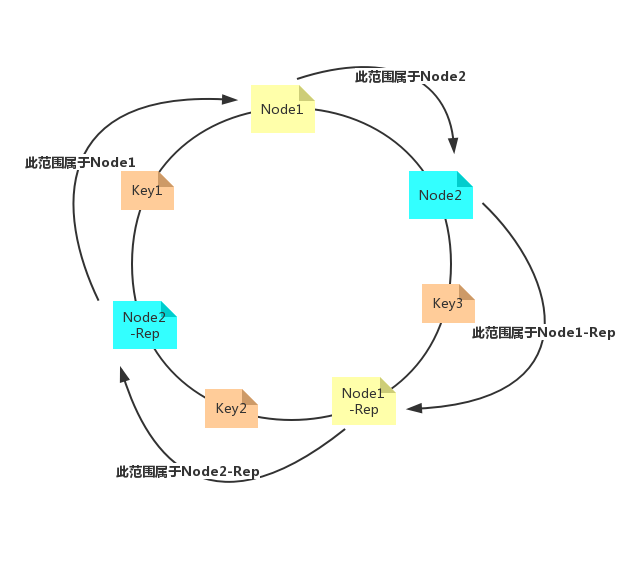 此范围属于Node2
Node1
此范围属于Node1
Key1
Node2
Key3
Node2
-Rep
此范围属于Node1-Rep
Node1
-Rep
Key2
此范围属于Node2-Rep